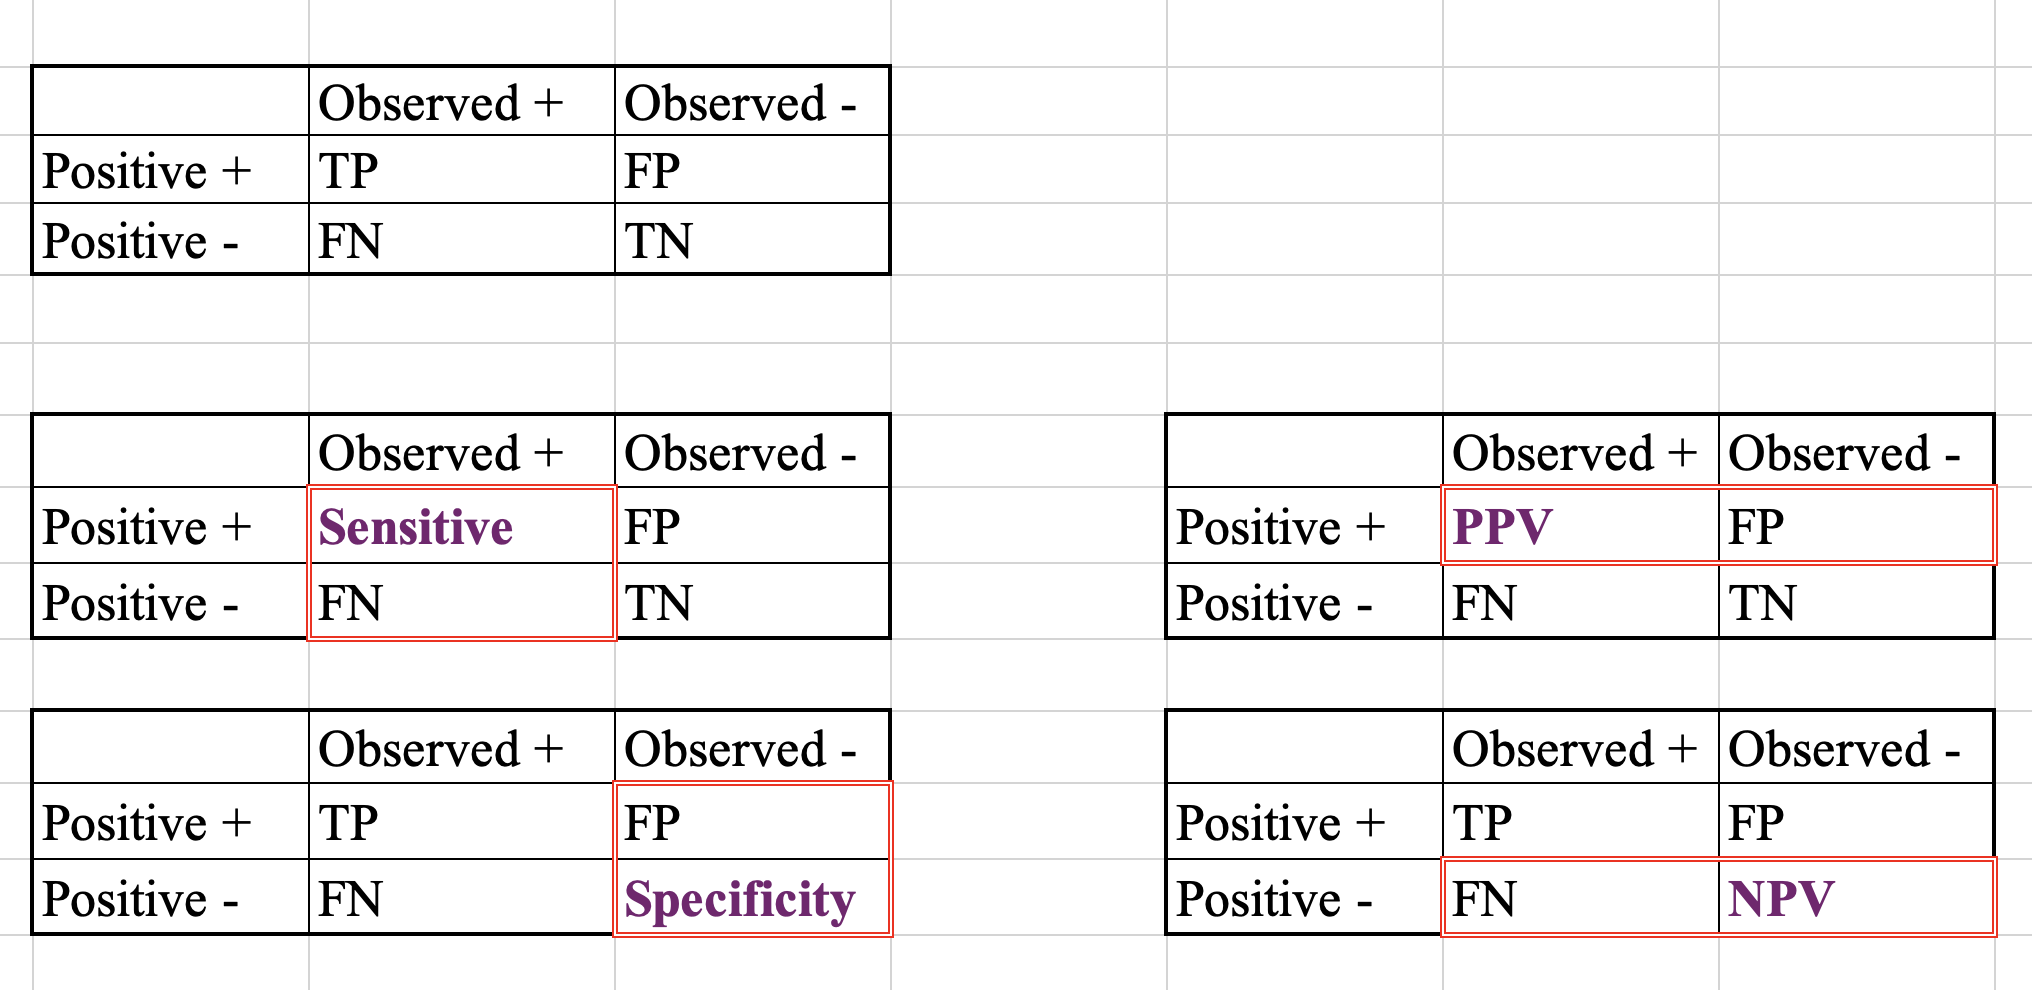 Observed + Observed -
Positive + TP FP
Positive - FN TN
Observed + Observed -
Positive + Sensitive FP
Positive - FN TN
Observed + Observed -
Positive + PPV FP
Positive - FN TN
Observed + Observed -
Positive + TP FP
Positive - FN Specificity
Observed + Observed -
Positive + TP FP
Positive - FN NPV